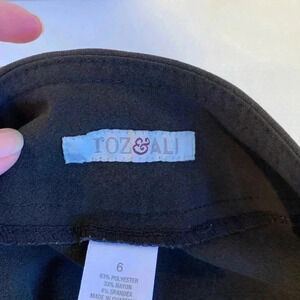 roz&ALI
6
63% POLYESTER
33% RAYON
4% SPANDEX
MADE IN